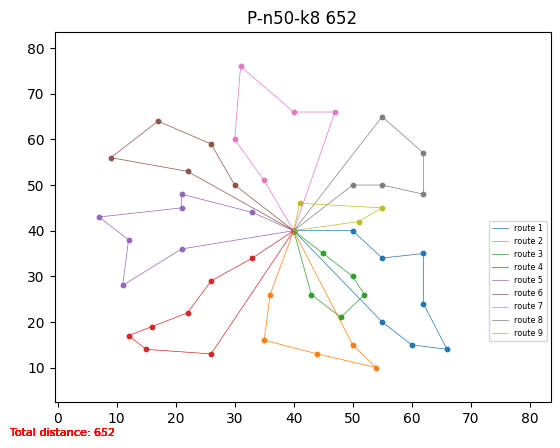 P-n50-k8 652
80
70
60
50
40
30
20
10
0 10 20 30 40 50 60 70 80
route 1
route 2
route 3
route 4
route 5
route 6
route 7
route 8
route 9
Total distance: 652